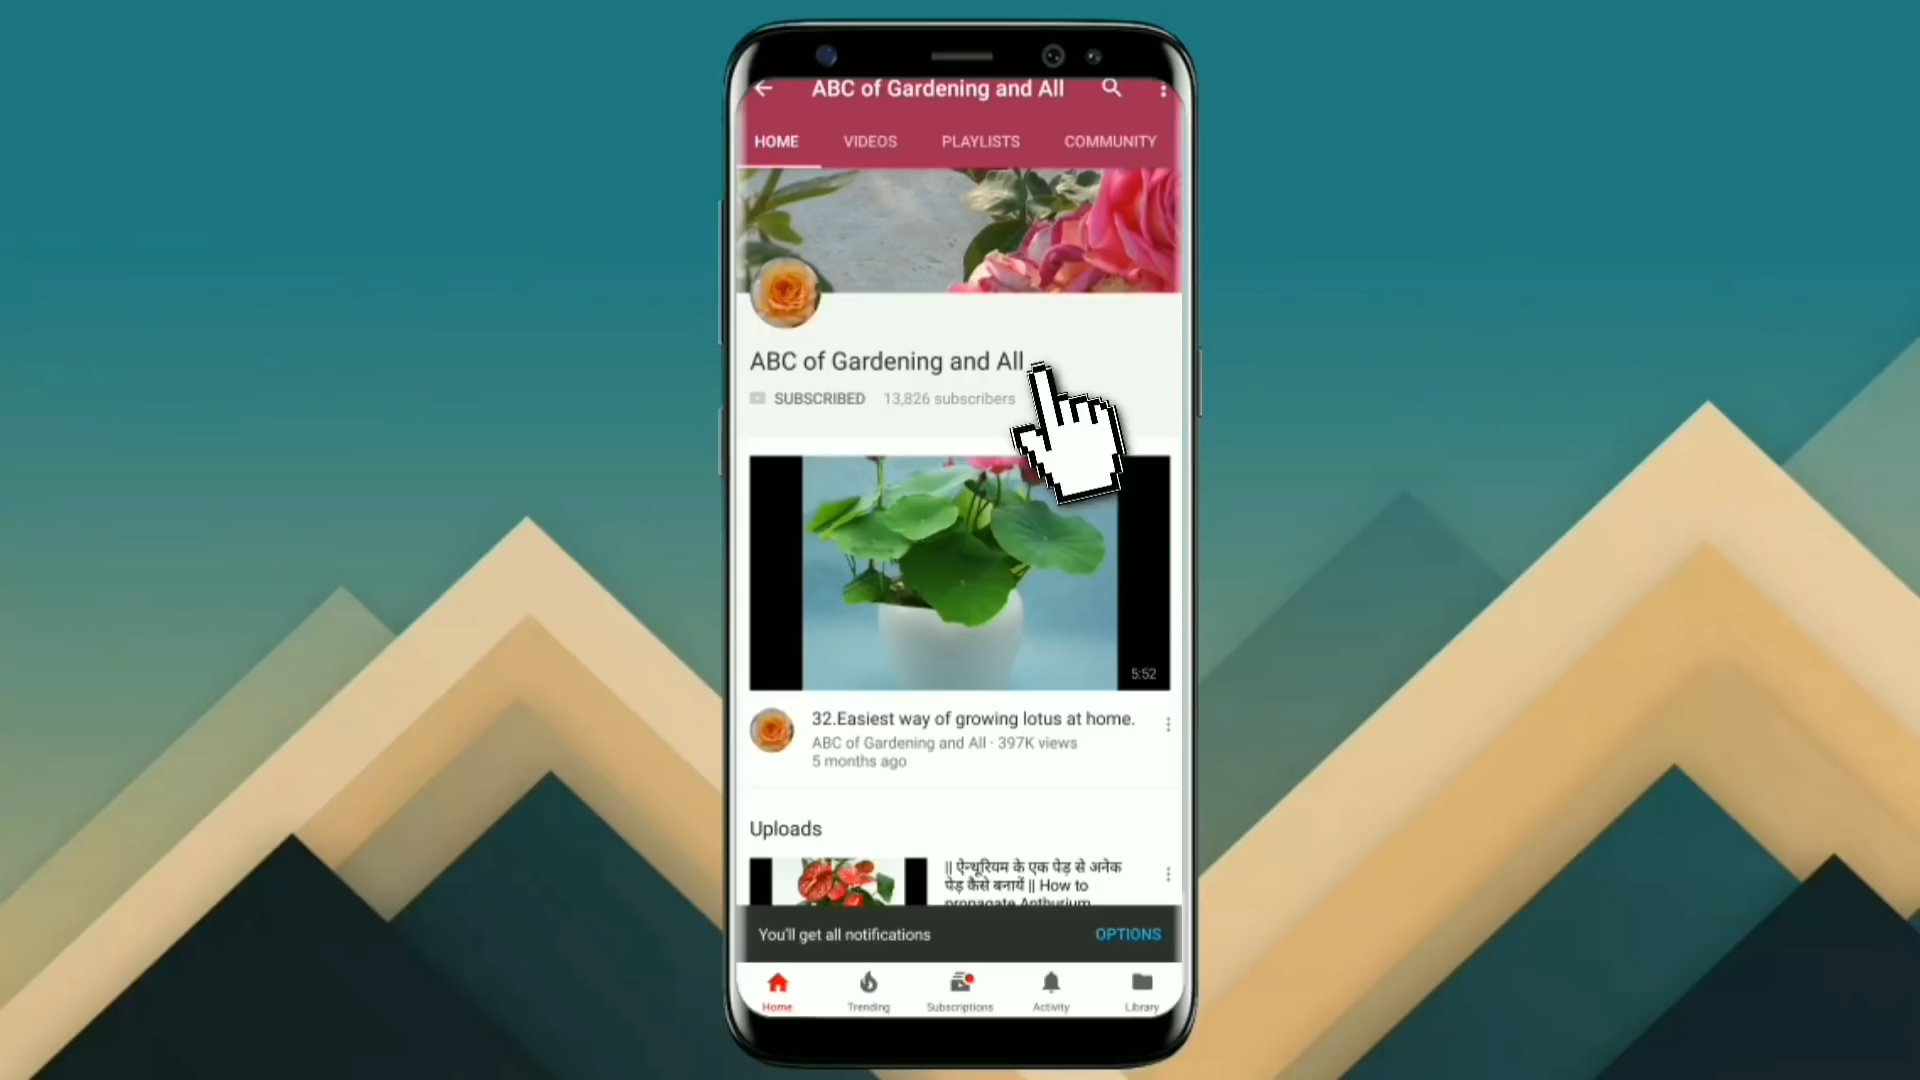 ABC of Gardening and All
HOME VIDEOS PLAYLISTS COMMUNITY
ABC of Gardening and All
SUBSCRIBED 13,826 subscribers
5:52
32.Easiest way of growing lotus at home.
ABC of Gardening and All · 397K views
5 months ago
Uploads
|| ऐन्थूरियम के एक पेड़ से अनेक
पेड़ कैसे बनायें || How to
propagate Anthurium
You'll get all notifications OPTIONS
Home Trending Subscriptions Activity Library